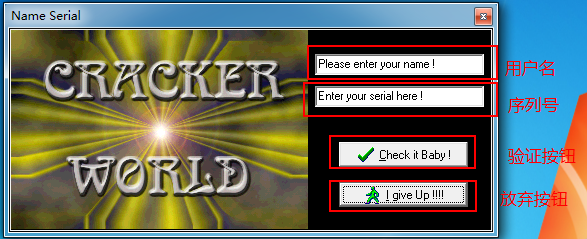 Name Serial
CRACKER
WORLD
Please enter your name !
用户名
Enter your serial here !
序列号
Check it Baby !
验证按钮
I give Up !!!!
放弃按钮